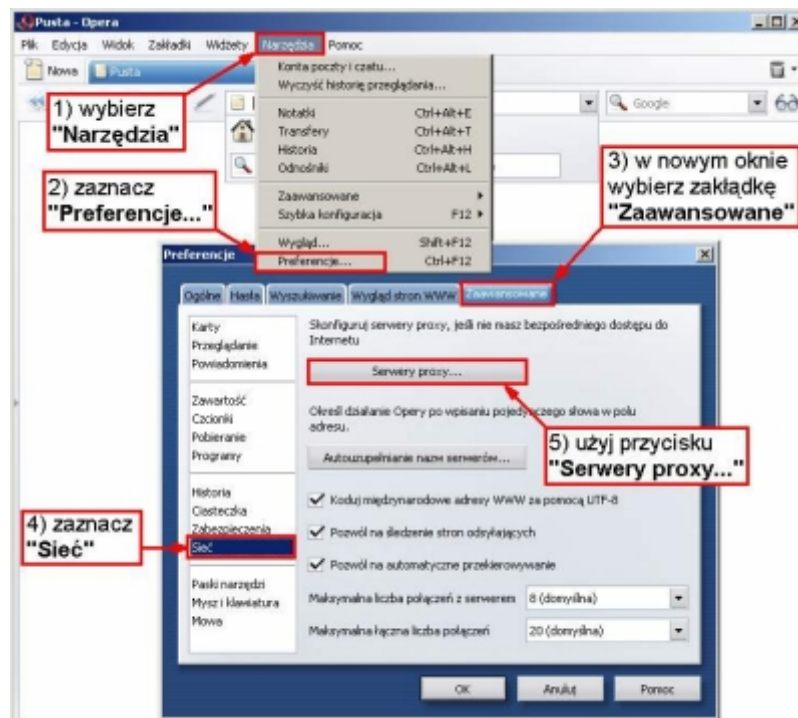 Pusta - Opera
Plik Edycja Widok Zakładki Widżety Narzędzia Pomoc
Nowa Pusta
Konta poczty i czatu...
Wyczyść historię przeglądania...
Notatki Ctrl+Alt+E
Transfery Ctrl+Alt+T
Historia Ctrl+Alt+H
Odnośniki Ctrl+Alt+L
Zaawansowane
Szybka konfiguracja F12
Wygląd... Shift+F12
Preferencje... Ctrl+F12
Google
1) wybierz
"Narzędzia"
2) zaznacz
"Preferencje..."
3) w nowym oknie
wybierz zakłądkę
"Zaawansowane"
Preferencje
Ogólne Hasła Wyszukiwanie Wygląd stron WWW Zaawansowane
Karty
Przeglądanie
Powiadomienia
Zawartość
Czcionki
Pobieranie
Programy
Historia
Ciasteczka
Zabezpieczenia
Sieć
Paski narzędzi
Mysz i klawiatura
Mowa
4) zaznacz
"Sieć"
Skonfiguruj serwery proxy, jeśli nie masz bezpośredniego dostępu do
Internetu
Serwery proxy...
Określ działanie Opery po wpisaniu pojedynczego słowa w polu
adresu.
5) użyj przycisku
"Serwery proxy..."
Autouzupełnianie nazw serwerów...
Koduj międzynarodowe adresy WWW za pomocą UTF-8
Pozwól na śledzenie stron odsyłających
Pozwól na automatyczne przekierowywanie
Maksymalna liczba połączeń z serwerem 8 (domyślna)
Maksymalna łączna liczba połączeń 20 (domyślna)
OK Anuluj Pomoc